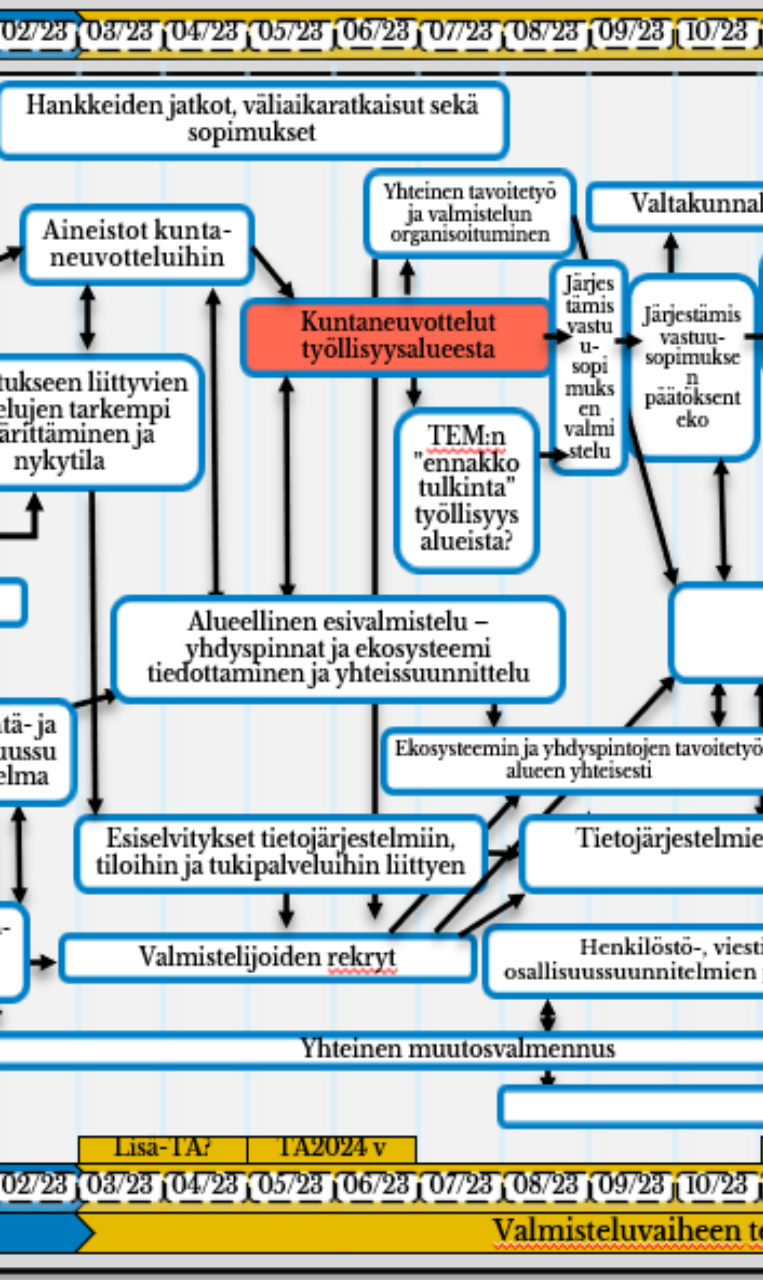 02/23 03/23 04/23 05/23 06/23 07/23 08/23 09/23 10/23
Hankkeiden jatkot, väliaikaratkaisut sekä
sopimukset
Yhteinen tavoitetyö
ja valmistelun
organisoituminen
Valtakunnal
Aineistot kunta-
neuvotteluihin
Kuntaneuvottelut
työllisyysalueesta
Järjes
tämis
vastu
u-
sopi
muks
en
valmi
stelu
Järjestämis
vastuu-
sopimukse
n
päätöksent
eko
tukseen liittyvien
elujen tarkempi
ärittäminen ja
nykytila
TEM:n
"ennakko
tulkinta"
työllisyys
alueista?
Alueellinen esivalmistelu –
yhdyspinnat ja ekosysteemi
tiedottaminen ja yhteissuunnittelu
tä- ja
uussu
elma
Ekosysteemin ja yhdyspintojen tavoitetyö
alueen yhteisesti
Esiselvitykset tietojärjestelmiin,
tiloihin ja tukipalveluihin liittyen
Tietojärjestelmie
Valmistelijoiden rekryt
Henkilöstö-, viesti
osallisuussuunnitelmien
Yhteinen muutosvalmennus
Lisä-TA? TA2024 v
02/23 03/23 04/23 05/23 06/23 07/23 08/23 09/23 10/23
Valmisteluvaiheen te